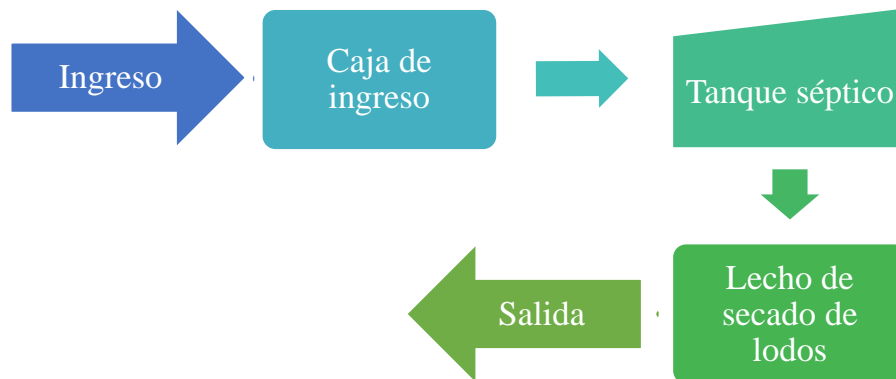 Ingreso
Caja de
ingreso
Tanque séptico
Lecho de
secado de
lodos
Salida